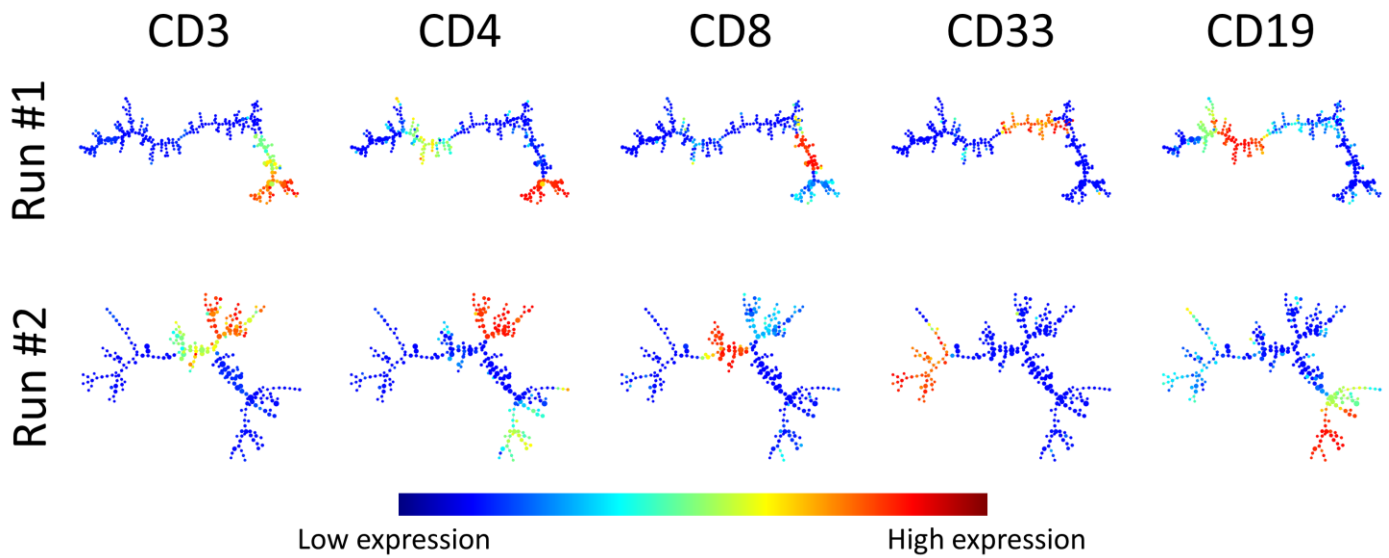 CD3 CD4 CD8 CD33 CD19
Run #1
Run #2
Low expression High expression